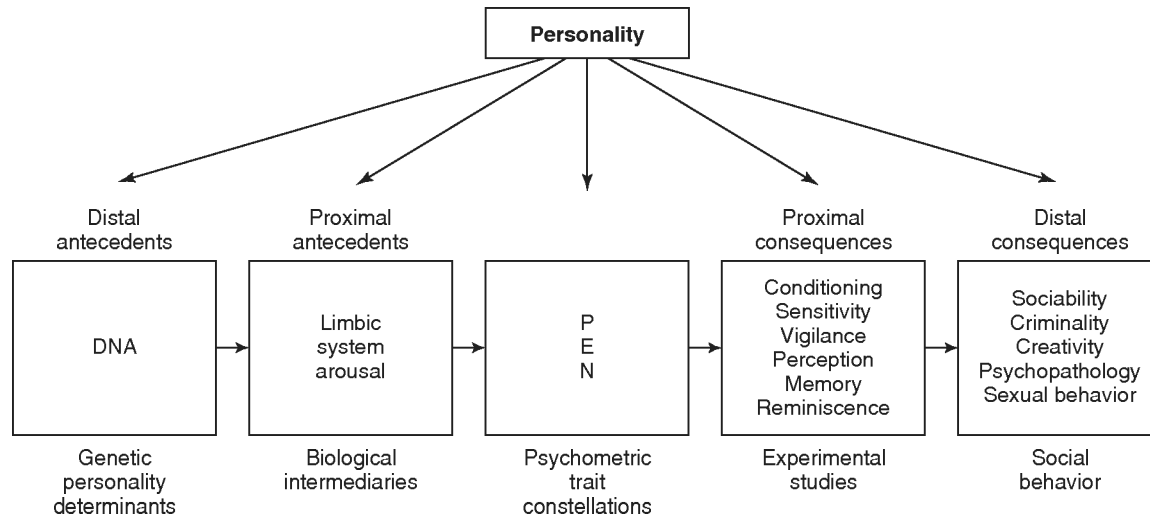 Personality
Distal
antecedents
Proximal
antecedents
Proximal
consequences
Distal
consequences
DNA
Limbic
system
arousal
P
E
N
Conditioning
Sensitivity
Vigilance
Perception
Memory
Reminiscence
Sociability
Criminality
Creativity
Psychopathology
Sexual behavior
Genetic
personality
determinants
Biological
intermediaries
Psychometric
trait
constellations
Experimental
studies
Social
behavior